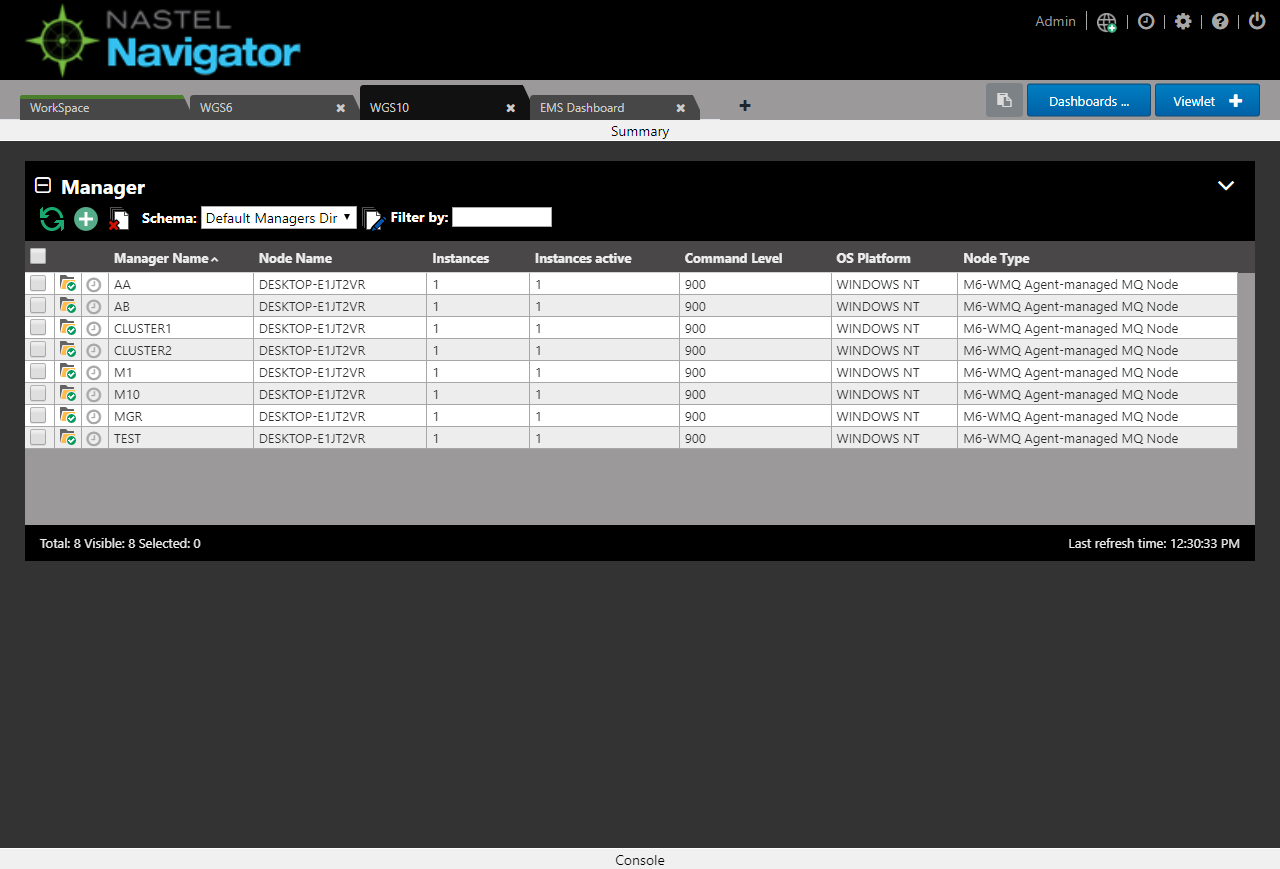 NASTEL
Navigator
Admin
WorkSpace WGS6 WGS10 EMS Dashboard Dashboards ... Viewlet
Summary
Manager
Schema: Default Managers Dir Filter by:
Manager Name Node Name Instances Instances active Command Level OS Platform Node Type
AA DESKTOP-E1JT2VR 1 1 900 WINDOWS NT M6-WMQ Agent-managed MQ Node
AB DESKTOP-E1JT2VR 1 1 900 WINDOWS NT M6-WMQ Agent-managed MQ Node
CLUSTER1 DESKTOP-E1JT2VR 1 1 900 WINDOWS NT M6-WMQ Agent-managed MQ Node
CLUSTER2 DESKTOP-E1JT2VR 1 1 900 WINDOWS NT M6-WMQ Agent-managed MQ Node
M1 DESKTOP-E1JT2VR 1 1 900 WINDOWS NT M6-WMQ Agent-managed MQ Node
M10 DESKTOP-E1JT2VR 1 1 900 WINDOWS NT M6-WMQ Agent-managed MQ Node
MGR DESKTOP-E1JT2VR 1 1 900 WINDOWS NT M6-WMQ Agent-managed MQ Node
TEST DESKTOP-E1JT2VR 1 1 900 WINDOWS NT M6-WMQ Agent-managed MQ Node
Total: 8 Visible: 8 Selected: 0 Last refresh time: 12:30:33 PM
Console